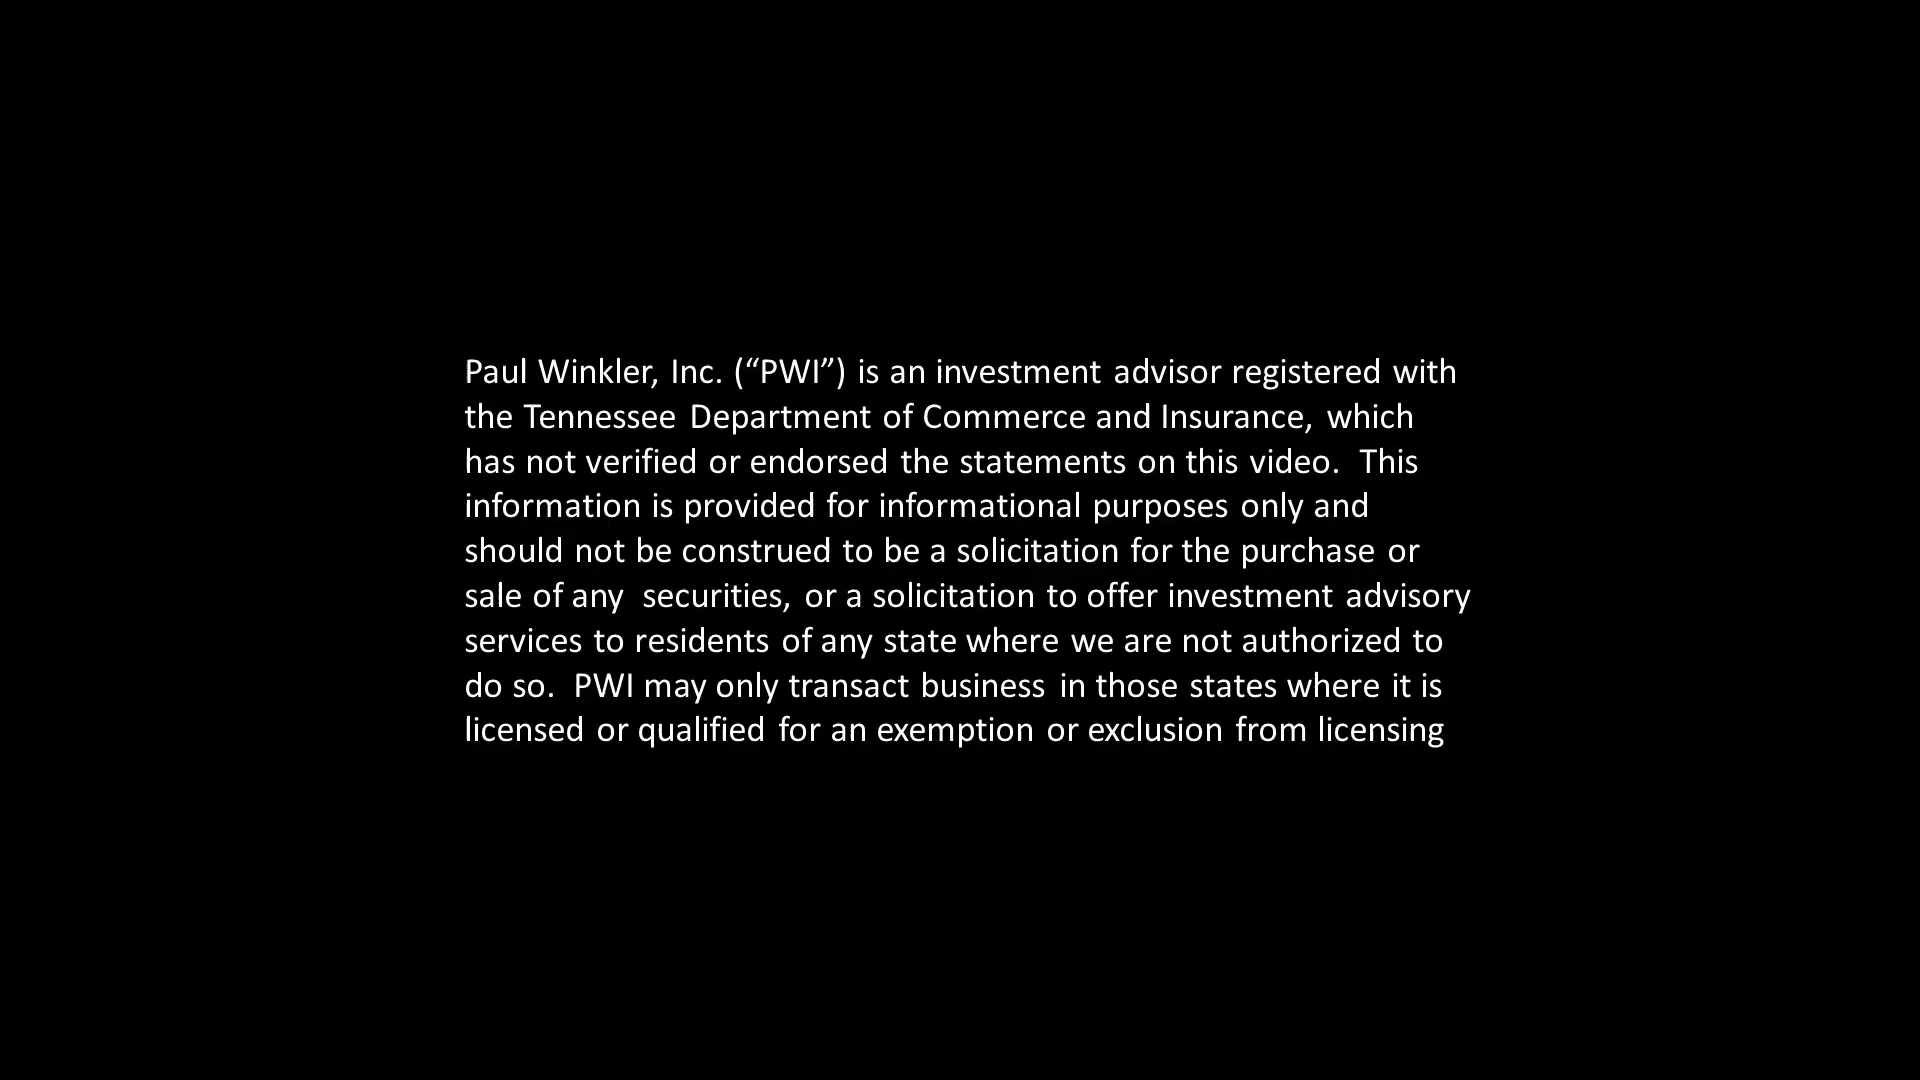 Paul Winkler, Inc. (“PWI”) is an investment advisor registered with
the Tennessee Department of Commerce and Insurance, which
has not verified or endorsed the statements on this video.  This
information is provided for informational purposes only and
should not be construed to be a solicitation for the purchase or
sale of any  securities, or a solicitation to offer investment advisory
services to residents of any state where we are not authorized to
do so.  PWI may only transact business in those states where it is
licensed or qualified for an exemption or exclusion from licensing